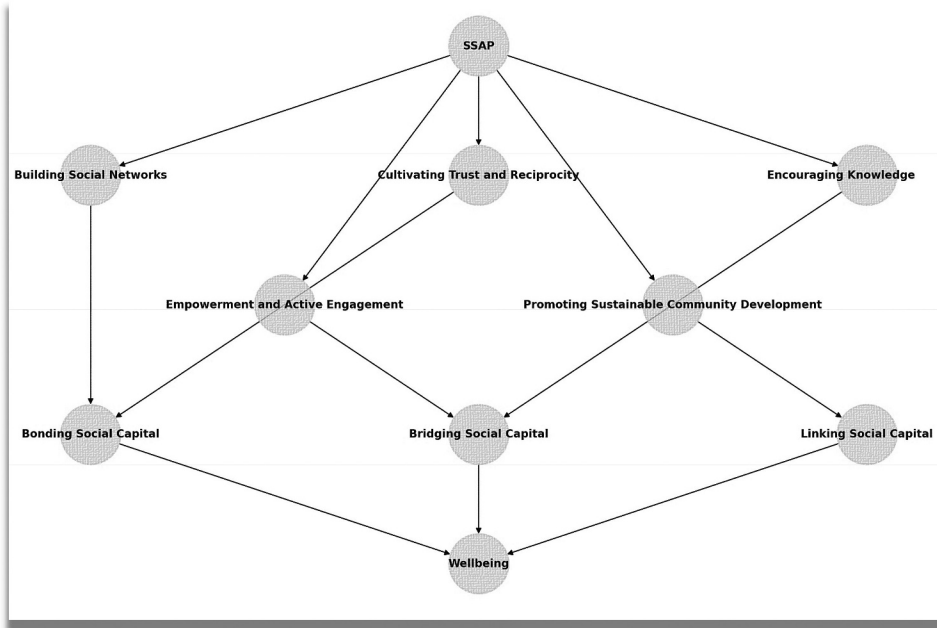 SSAP
Building Social Networks
Cultivating Trust and Reciprocity
Encouraging Knowledge
Empowerment and Active Engagement
Promoting Sustainable Community Development
Bonding Social Capital
Bridging Social Capital
Linking Social Capital
Wellbeing